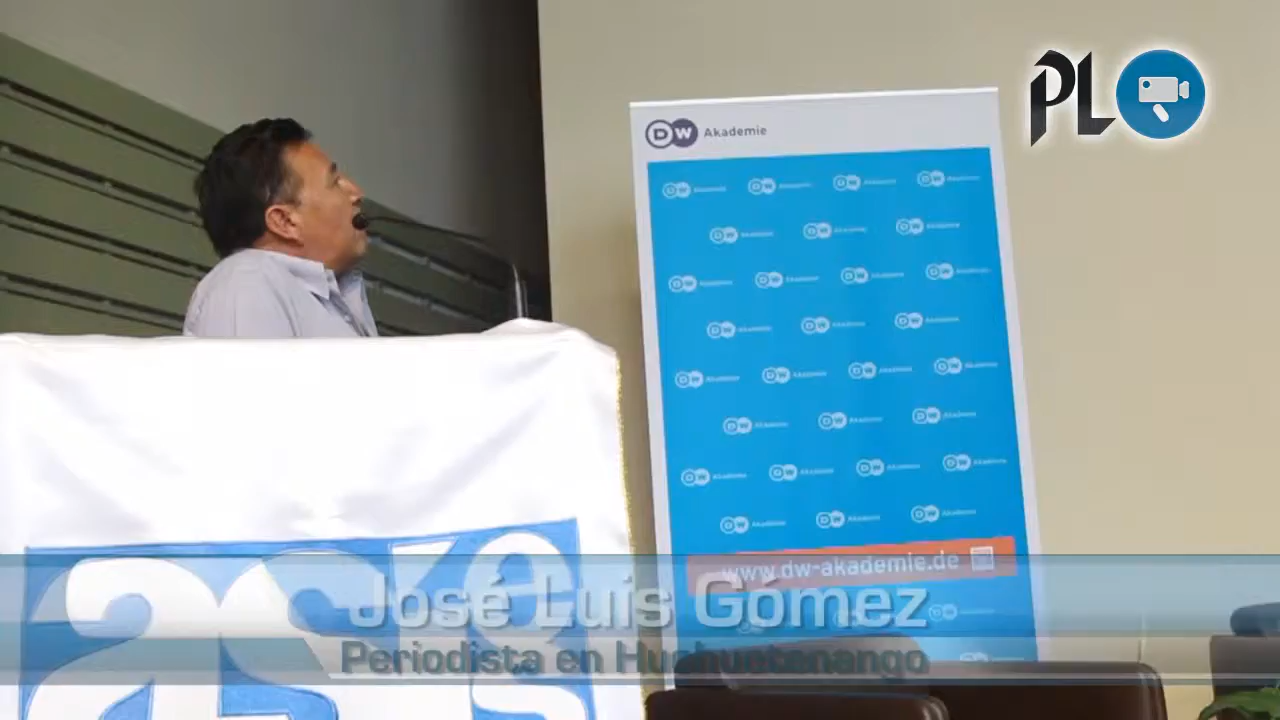 PL
DW Akademie
www.dw-akademie.de
José Luis Gómez
Periodista en Huehuetenango